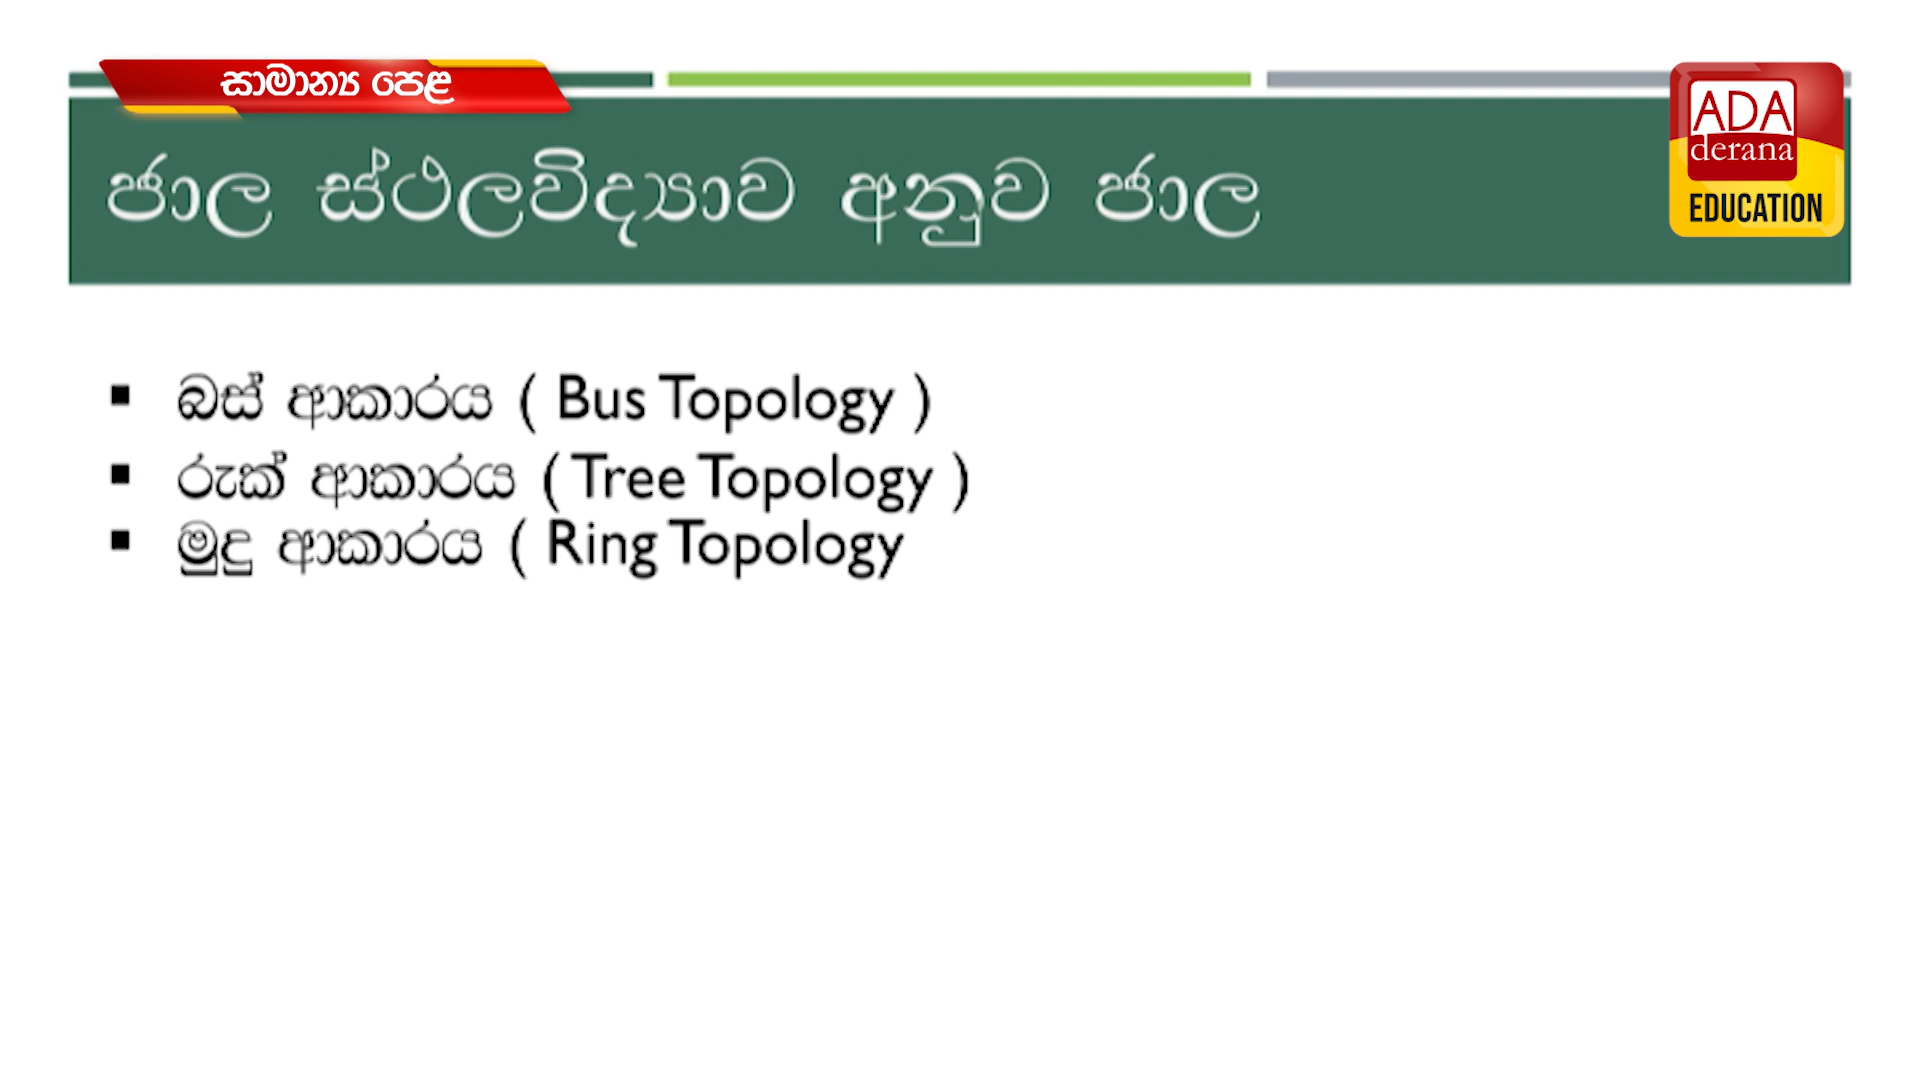 සාමාන්‍ය පෙළ
ADA
derana
EDUCATION
ජාල ස්ථලවිද්‍යාව අනුව ජාල
▪ බස් ආකාරය ( Bus Topology )
▪ රුක් ආකාරය ( Tree Topology )
▪ මුදු ආකාරය ( Ring Topology